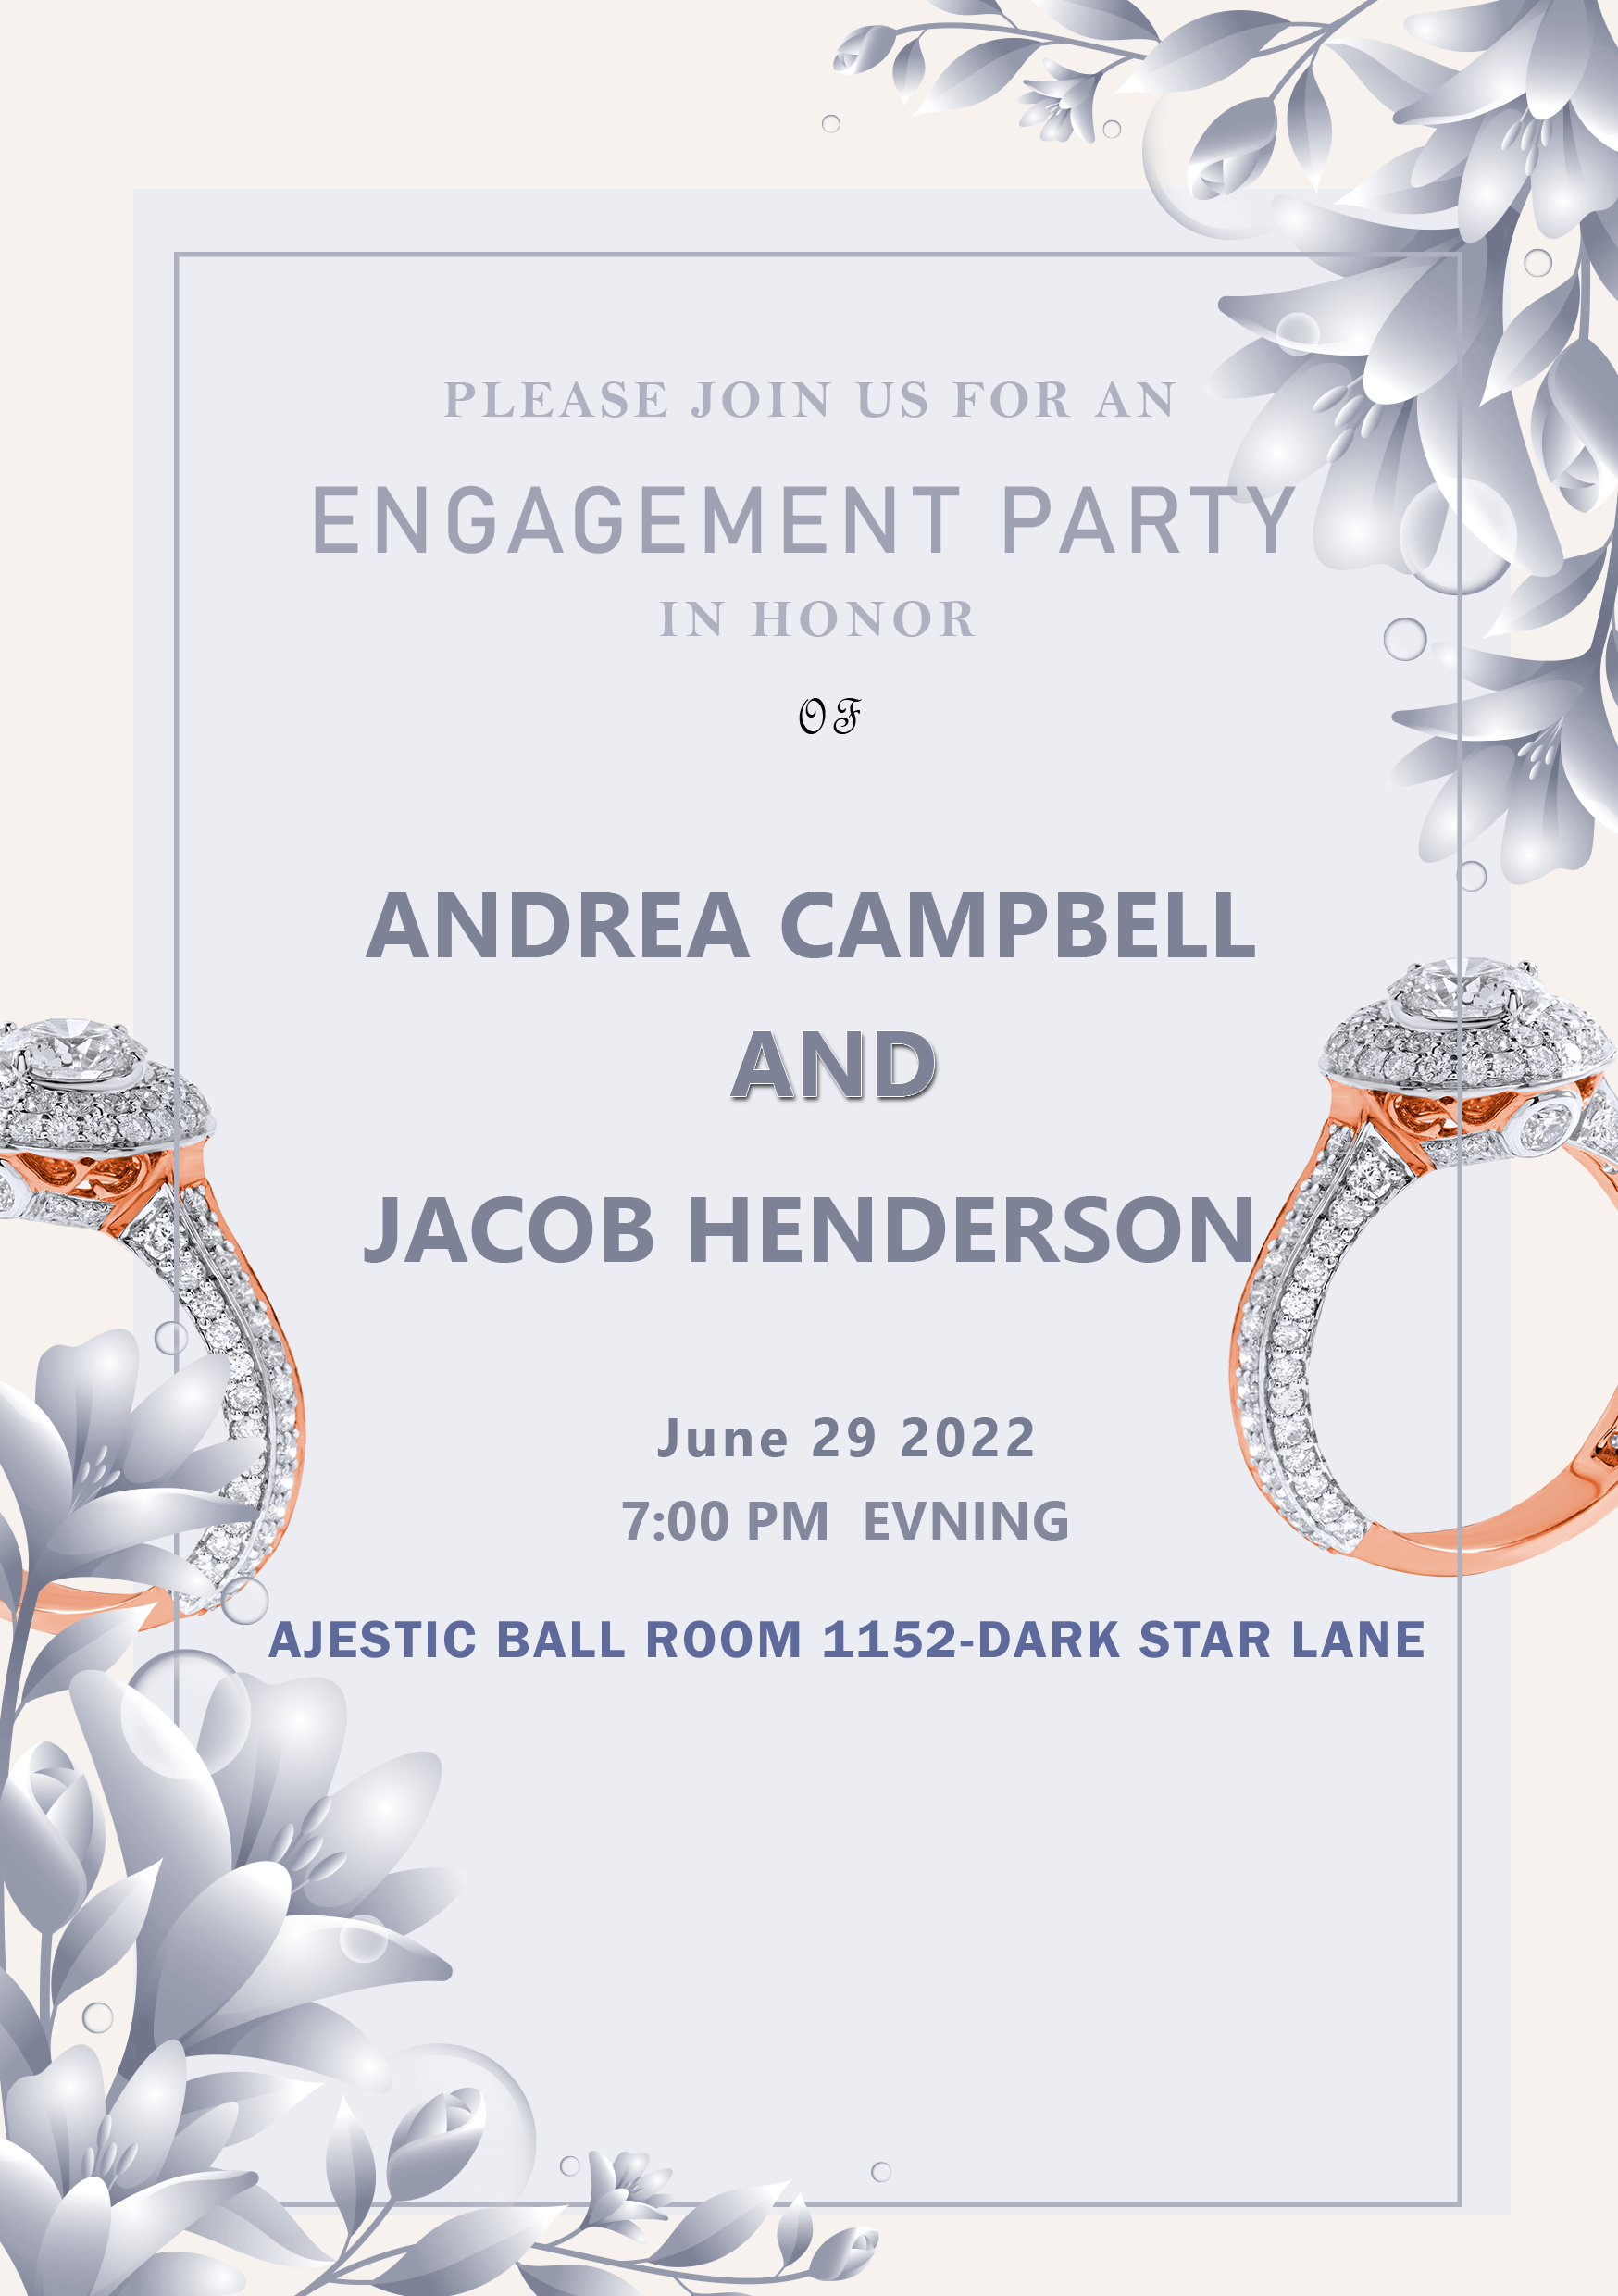 PLEASE JOIN US FOR AN
ENGAGEMENT PARTY
IN HONOR
OF
ANDREA CAMPBELL
AND
JACOB HENDERSON
June 29 2022
7:00 PM EVNING
AJESTIC BALL ROOM 1152-DARK STAR LANE